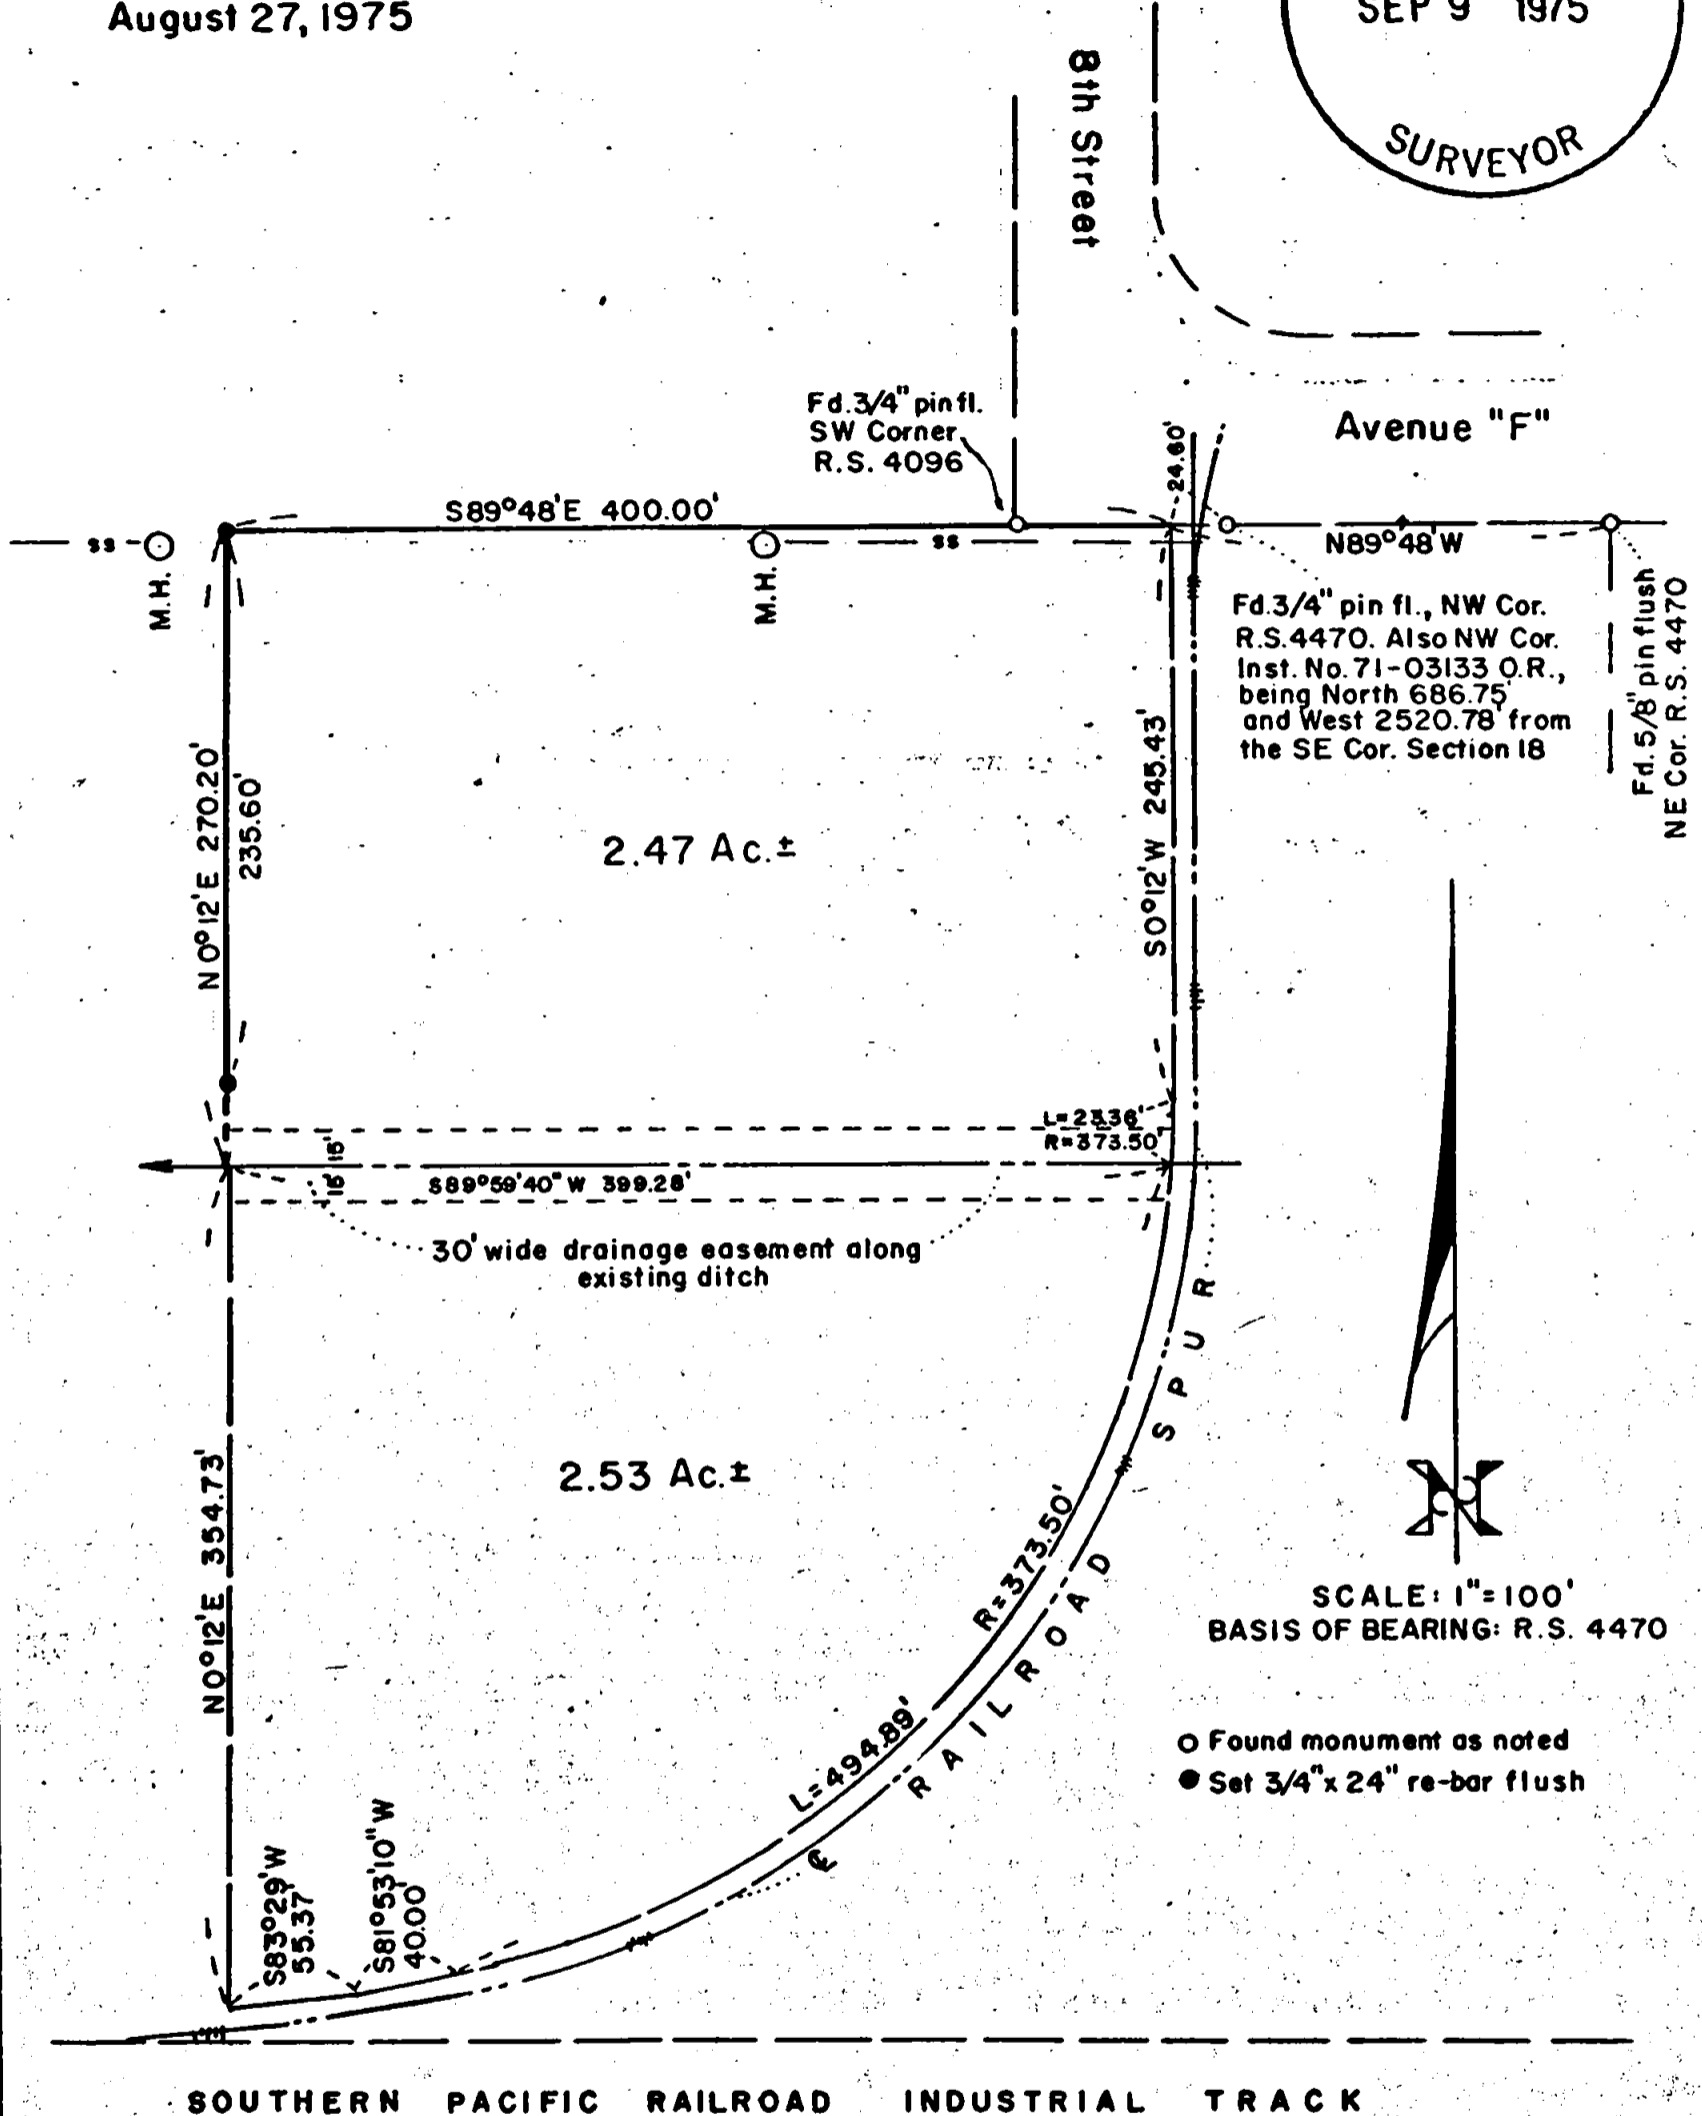 August 27, 1975
SEP 9 1975
SURVEYOR
8th Street
Avenue "F"
Fd. 3/4" pin fl.
SW Corner
R.S. 4096
24.60'
S89°48'E 400.00'
N89°48'W
ss
ss
M.H.
M.H.
Fd. 3/4" pin fl., NW Cor.
R.S. 4470. Also NW Cor.
Inst. No. 71-03133 O.R.,
being North 686.75'
and West 2520.78' from
the SE Cor. Section 18
Fd. 5/8" pin flush
NE Cor. R.S. 4470
N0°12'E 270.20'
235.60'
2.47 Ac.±
S0°12'W 245.43'
L=23.36'
R=373.50'
15' 15'
S89°59'40"W 399.28'
30' wide drainage easement along
existing ditch
N0°12'E 354.73'
2.53 Ac.±
R=373.50'
L=494.89'
RAILROAD SPUR
℄
S83°29'W
55.37'
S81°53'10"W
40.00'
SCALE: 1"=100'
BASIS OF BEARING: R.S. 4470
Found monument as noted
Set 3/4" x 24" re-bar flush
SOUTHERN PACIFIC RAILROAD INDUSTRIAL TRACK